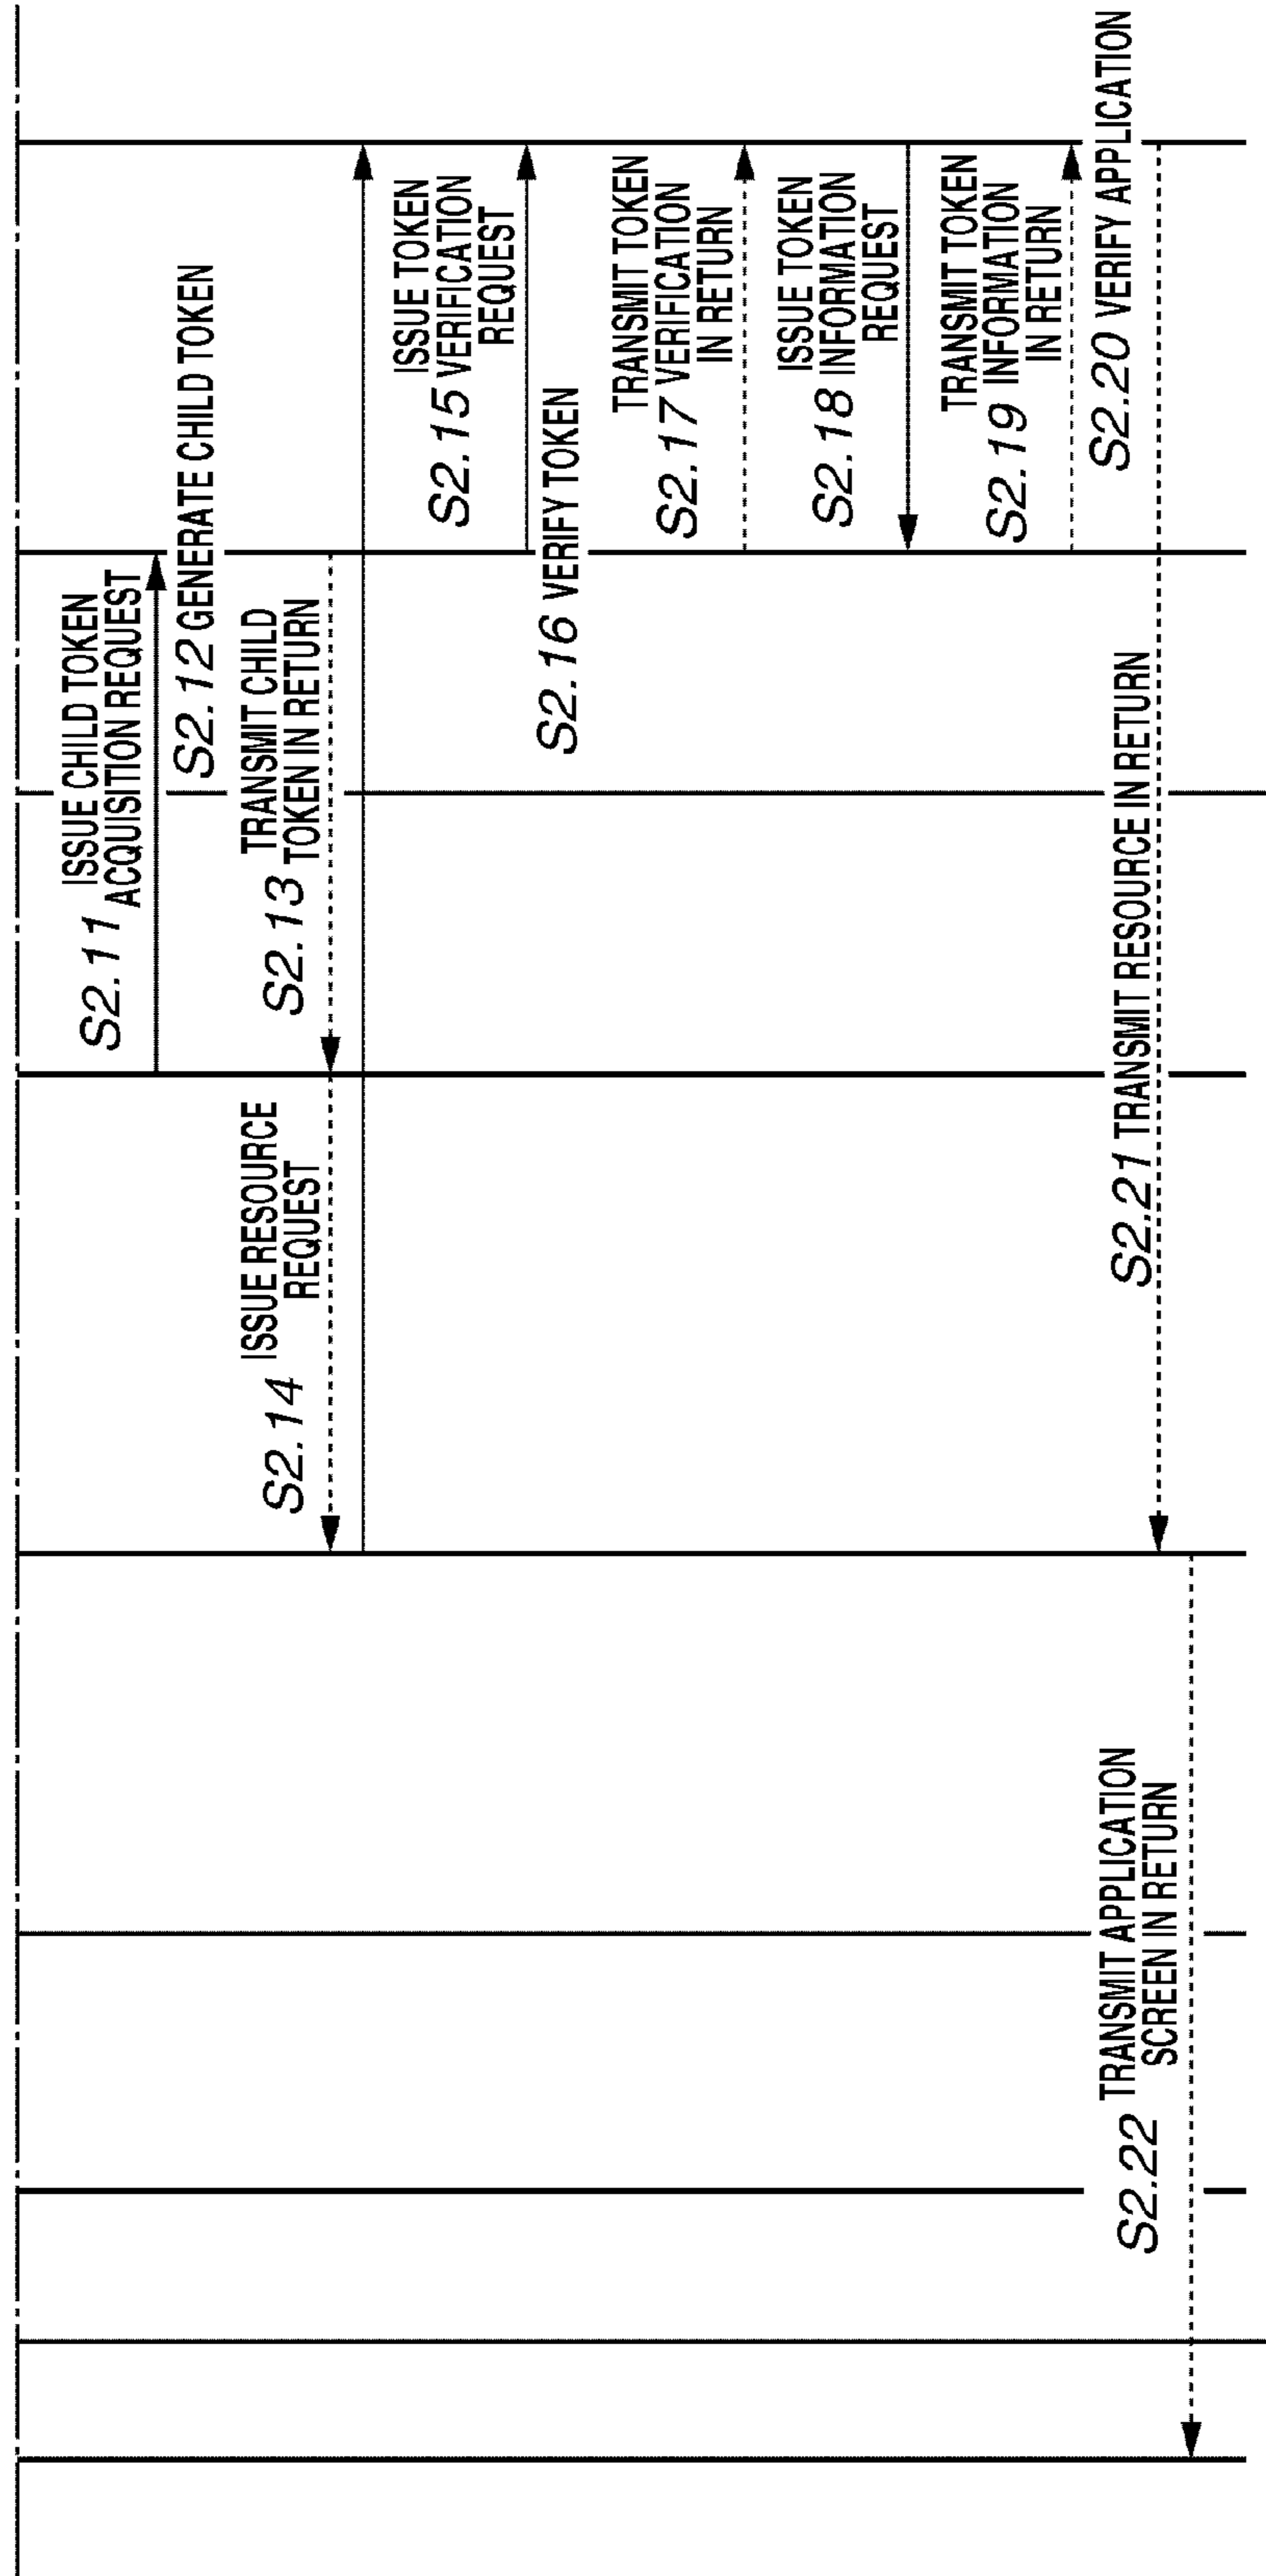 S2.11 ISSUE CHILD TOKEN
ACQUISITION REQUEST
S2.12 GENERATE CHILD TOKEN
S2.13 TRANSMIT CHILD
TOKEN IN RETURN
S2.14 ISSUE RESOURCE
REQUEST
ISSUE TOKEN
S2.15 VERIFICATION
REQUEST
S2.16 VERIFY TOKEN
TRANSMIT TOKEN
S2.17 VERIFICATION
IN RETURN
ISSUE TOKEN
S2.18 INFORMATION
REQUEST
TRANSMIT TOKEN
S2.19 INFORMATION
IN RETURN
S2.20 VERIFY APPLICATION
S2.21 TRANSMIT RESOURCE IN RETURN
S2.22 TRANSMIT APPLICATION
SCREEN IN RETURN